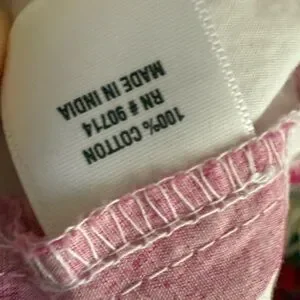 100% COTTON
RN # 90714
MADE IN INDIA